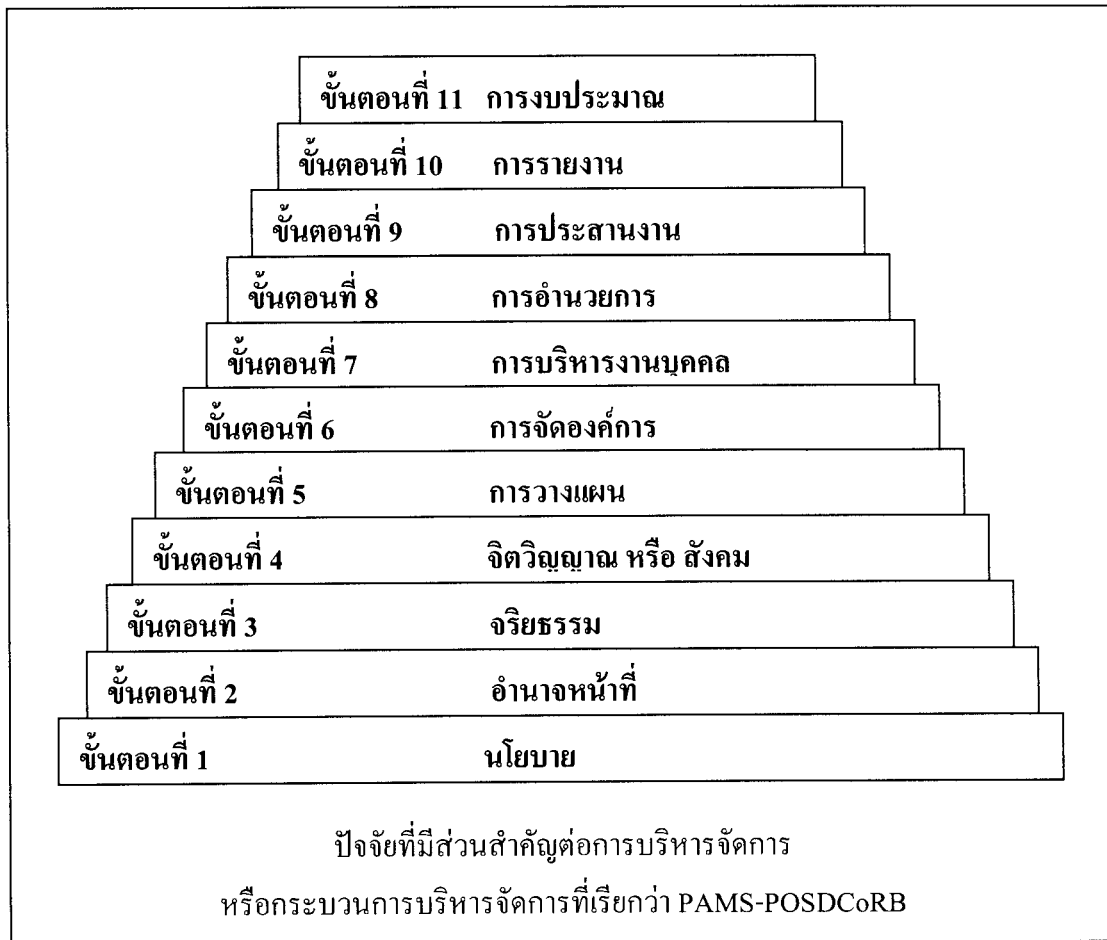 ขั้นตอนที่ 11 การงบประมาณ
ขั้นตอนที่ 10 การรายงาน
ขั้นตอนที่ 9 การประสานงาน
ขั้นตอนที่ 8 การอำนวยการ
ขั้นตอนที่ 7 การบริหารงานบุคคล
ขั้นตอนที่ 6 การจัดองค์การ
ขั้นตอนที่ 5 การวางแผน
ขั้นตอนที่ 4 จิตวิญญาณ หรือ สังคม
ขั้นตอนที่ 3 จริยธรรม
ขั้นตอนที่ 2 อำนาจหน้าที่
ขั้นตอนที่ 1 นโยบาย
ปัจจัยที่มีส่วนสำคัญต่อการบริหารจัดการ
หรือกระบวนการบริหารจัดการที่เรียกว่า PAMS-POSDCoRB